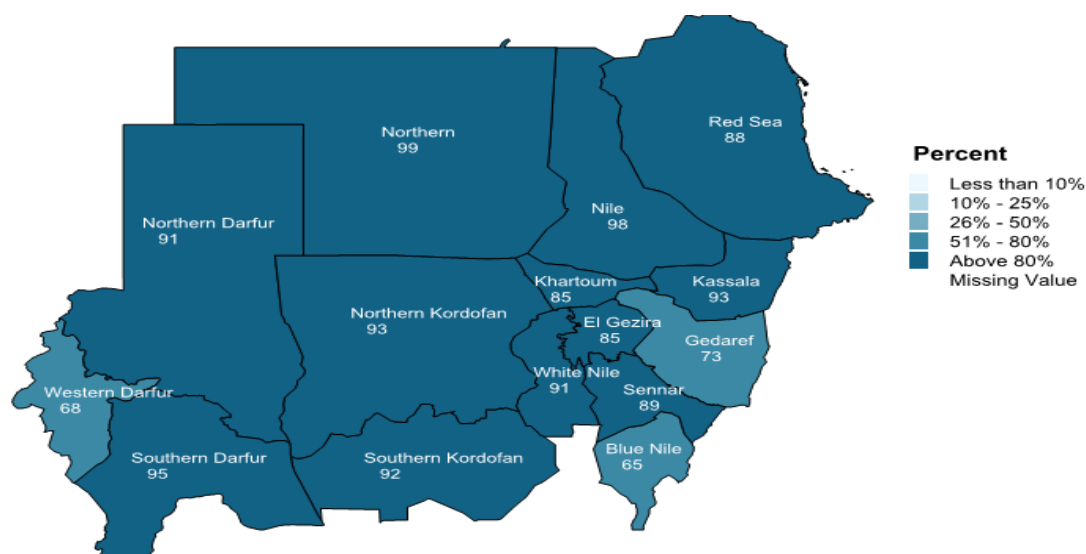 Northern
99
Red Sea
88
Nile
98
Northern Darfur
91
Khartoum
85
Kassala
93
Northern Kordofan
93
El Gezira
85
Gedaref
73
White Nile
91
Western Darfur
68
Sennar
89
Southern Darfur
95
Southern Kordofan
92
Blue Nile
65
Percent
Less than 10%
10% - 25%
26% - 50%
51% - 80%
Above 80%
Missing Value